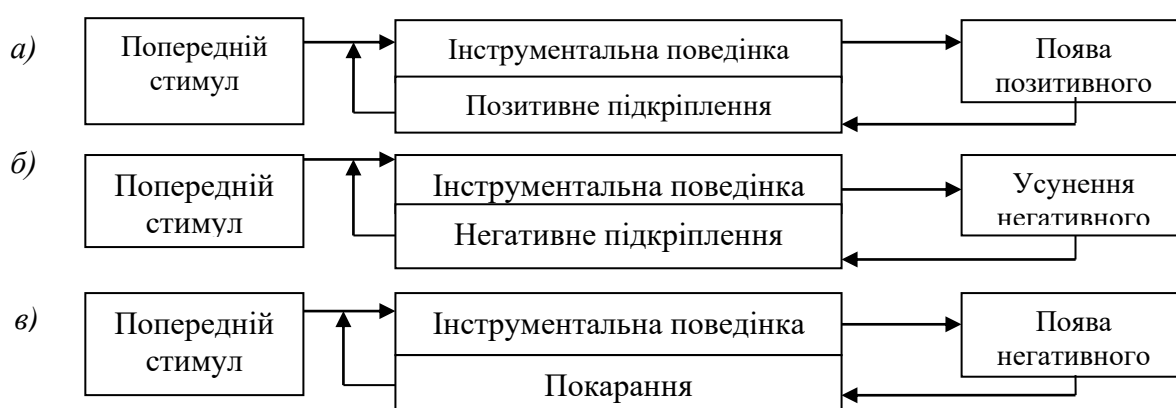 а)
Попередній
стимул
Інструментальна поведінка
Позитивне підкріплення
Поява
позитивного
б)
Попередній
стимул
Інструментальна поведінка
Негативне підкріплення
Усунення
негативного
в)
Попередній
стимул
Інструментальна поведінка
Покарання
Поява
негативного